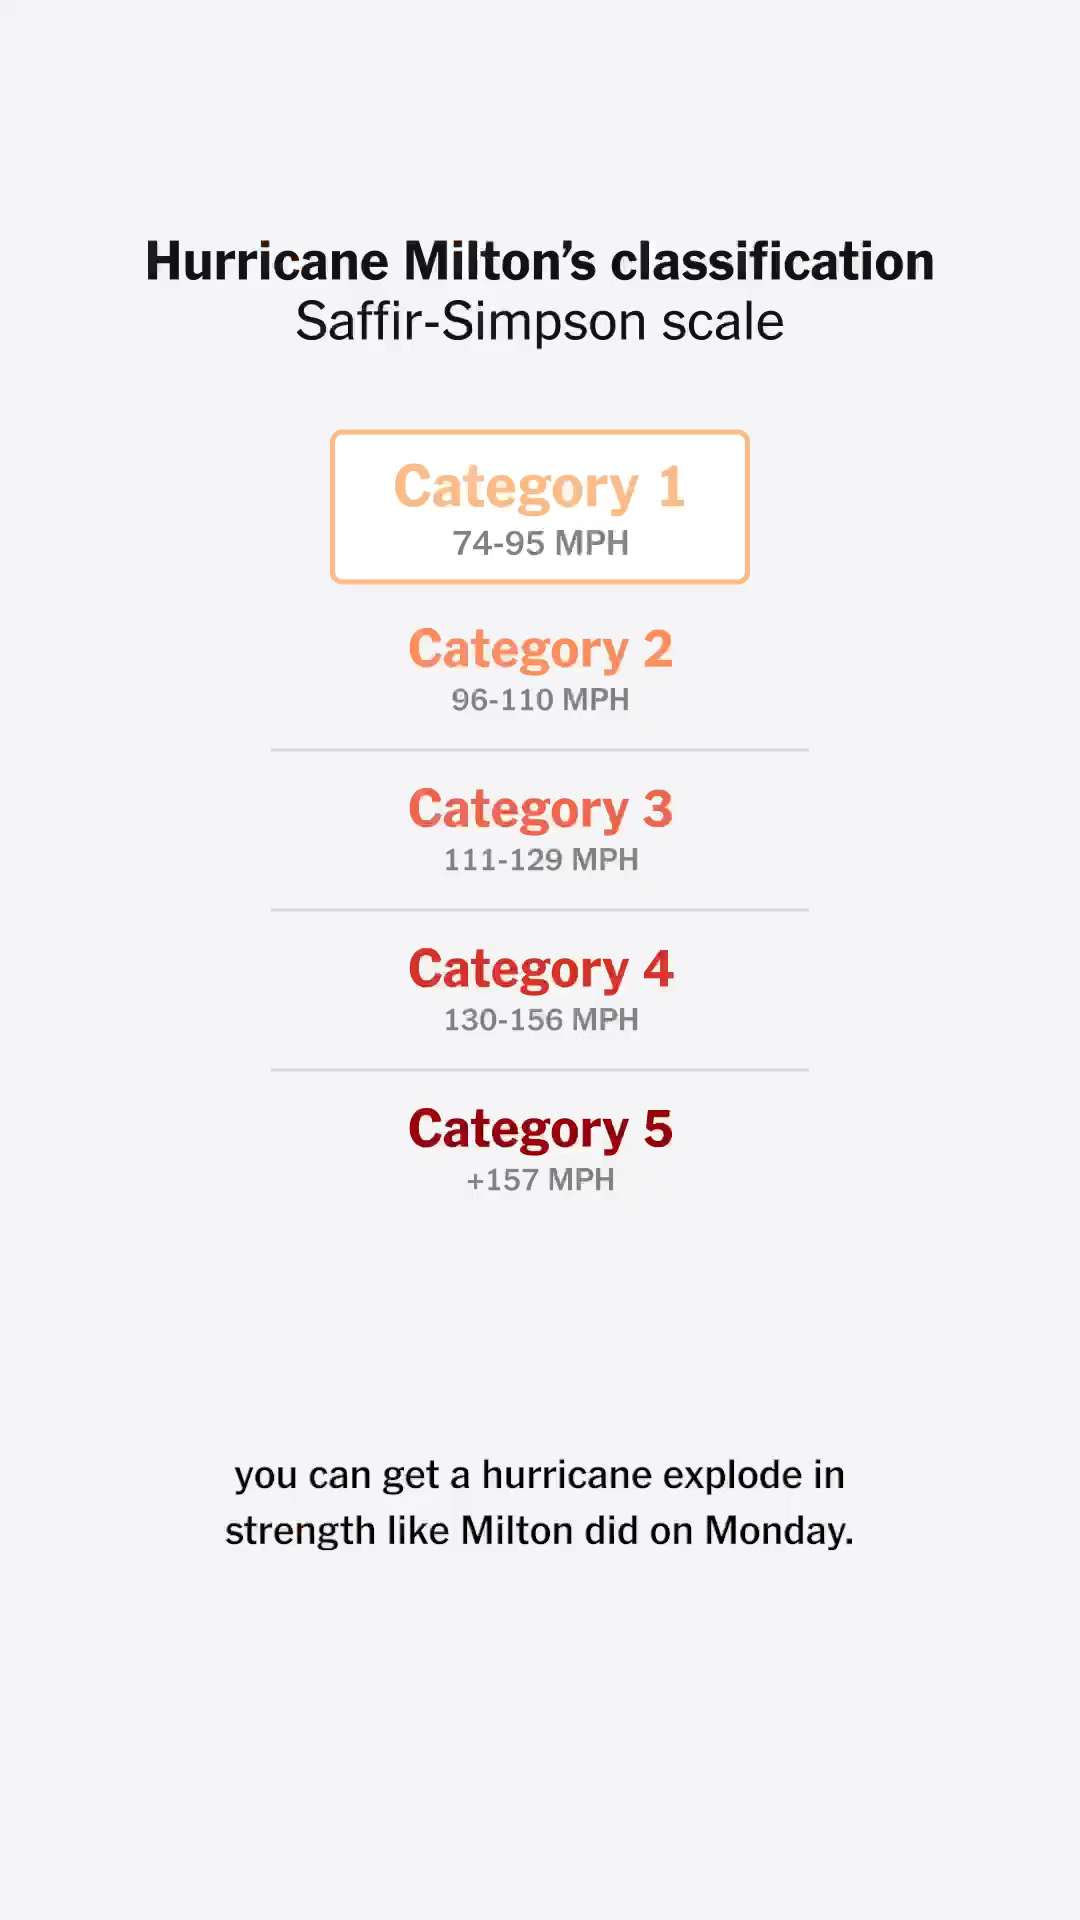 Hurricane Milton’s classification
Saffir-Simpson scale
Category 1
74-95 MPH
Category 2
96-110 MPH
Category 3
111-129 MPH
Category 4
130-156 MPH
Category 5
+157 MPH
you can get a hurricane explode in
strength like Milton did on Monday.